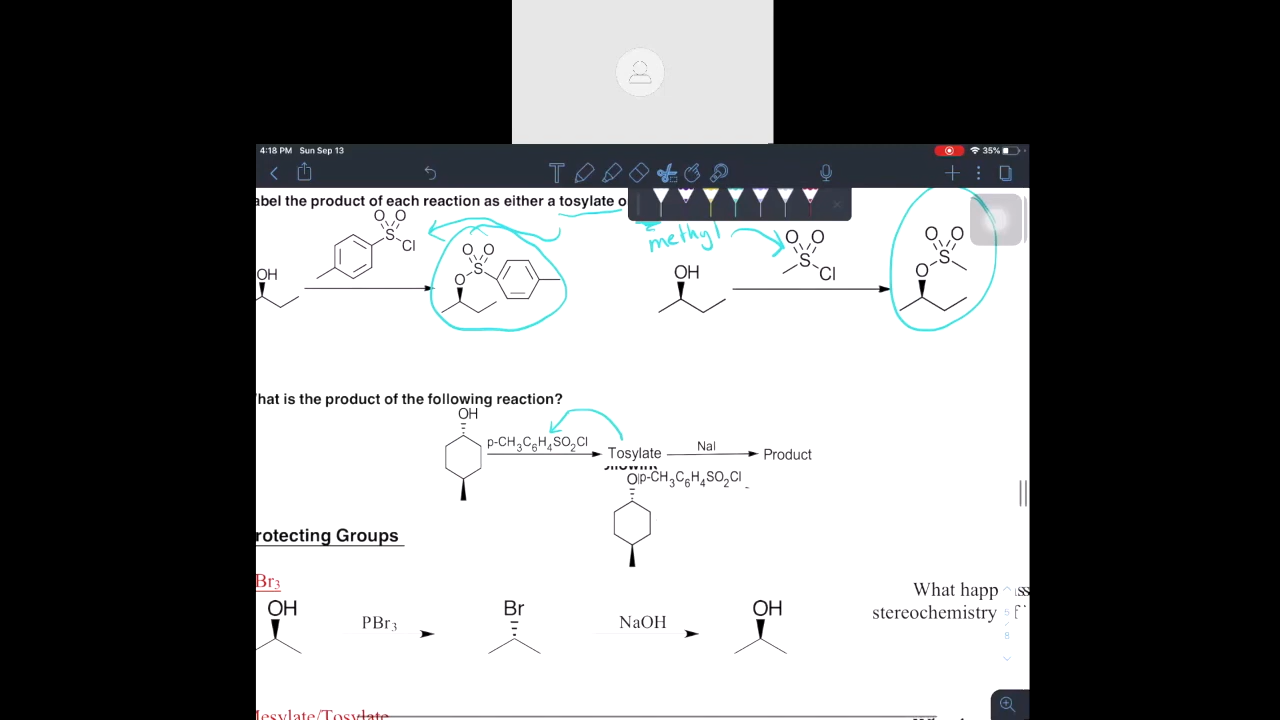 4:18 PM Sun Sep 13
35%
abel the product of each reaction as either a tosylate o
methyl
O O
S
Cl
OH
O O
S
O
OH
O O
S
Cl
O O
S
O
hat is the product of the following reaction?
OH
p-CH3C6H4SO2Cl
Tosylate
NaI
Product
O p-CH3C6H4SO2Cl
rotecting Groups
Br3
OH
PBr3
Br
NaOH
OH
What happ
stereochemistry
5
8